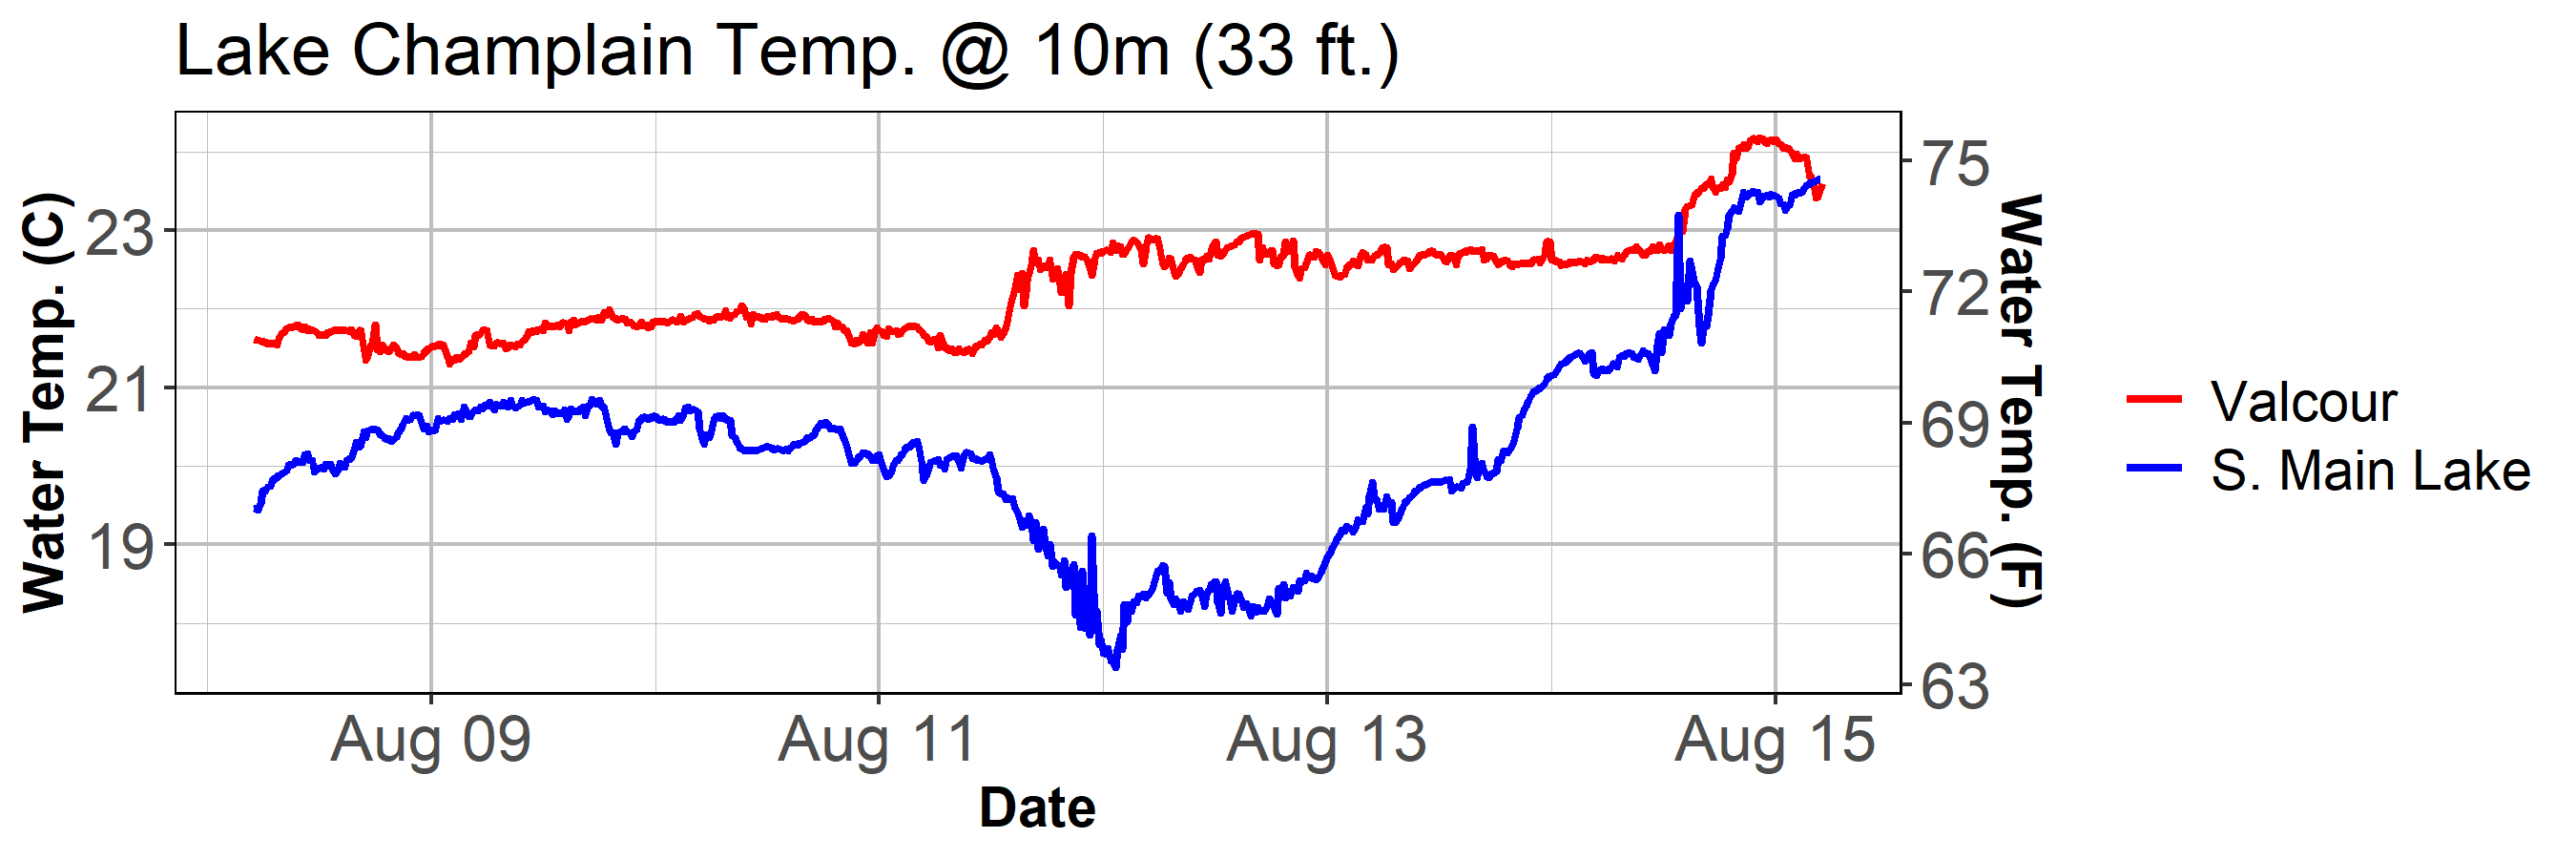 Lake Champlain Temp. @ 10m (33 ft.)
Water Temp. (C)
23
21
19
75
72
69
66
63
Water Temp. (F)
Aug 09
Aug 11
Aug 13
Aug 15
Date
Valcour
S. Main Lake